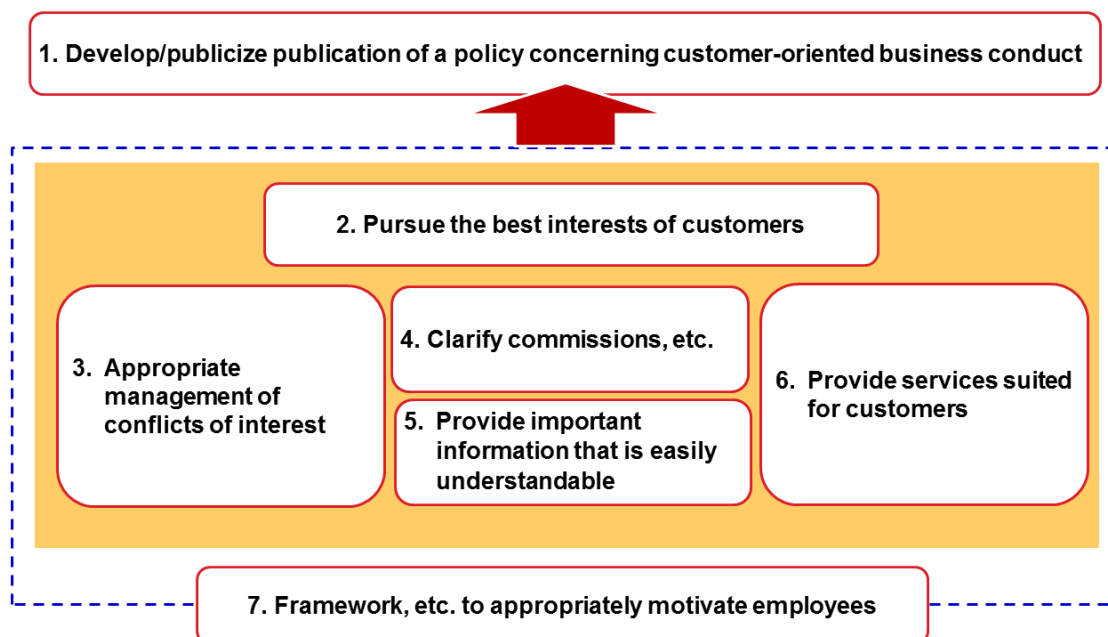 1. Develop/publicize publication of a policy concerning customer-oriented business conduct
2. Pursue the best interests of customers
3. Appropriate
management of
conflicts of interest
4. Clarify commissions, etc.
5. Provide important
information that is easily
understandable
6. Provide services suited
for customers
7. Framework, etc. to appropriately motivate employees